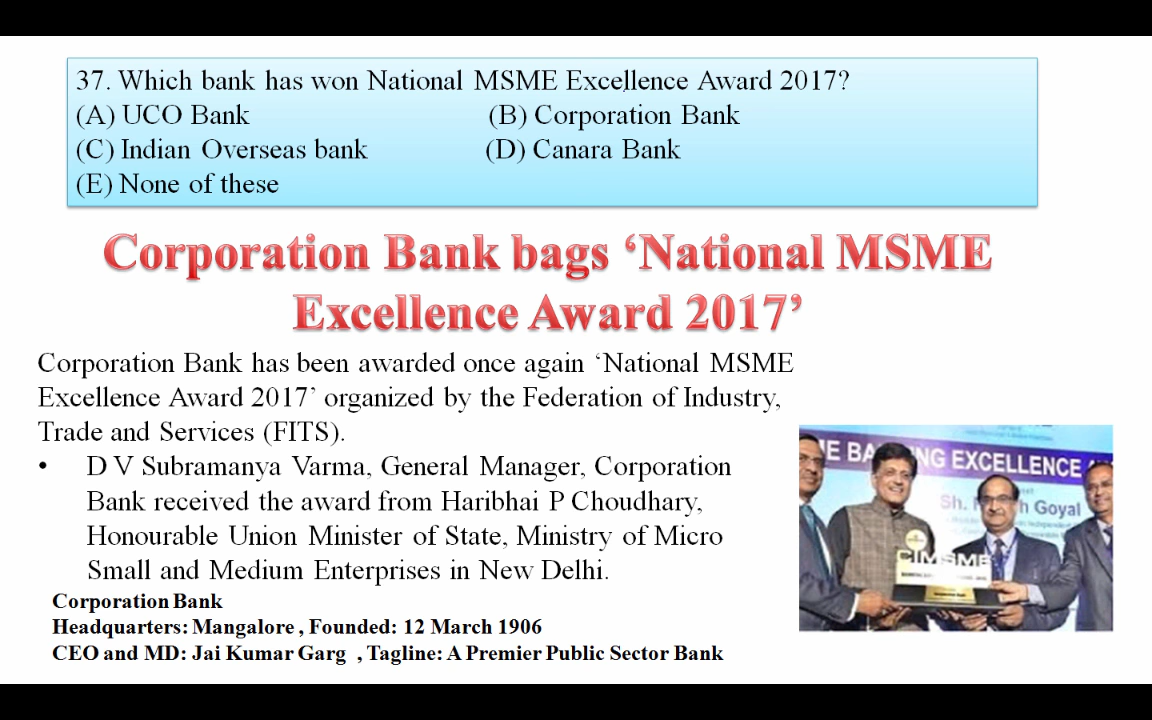 37. Which bank has won National MSME Excellence Award 2017?
(A) UCO Bank (B) Corporation Bank
(C) Indian Overseas bank (D) Canara Bank
(E) None of these
Corporation Bank bags ‘National MSME
Excellence Award 2017’
Corporation Bank has been awarded once again ‘National MSME
Excellence Award 2017’ organized by the Federation of Industry,
Trade and Services (FITS).
• D V Subramanya Varma, General Manager, Corporation
Bank received the award from Haribhai P Choudhary,
Honourable Union Minister of State, Ministry of Micro
Small and Medium Enterprises in New Delhi.
ME BANKING EXCELLENCE
Sh. Goyal
CIMSME
Corporation Bank
Headquarters: Mangalore , Founded: 12 March 1906
CEO and MD: Jai Kumar Garg , Tagline: A Premier Public Sector Bank